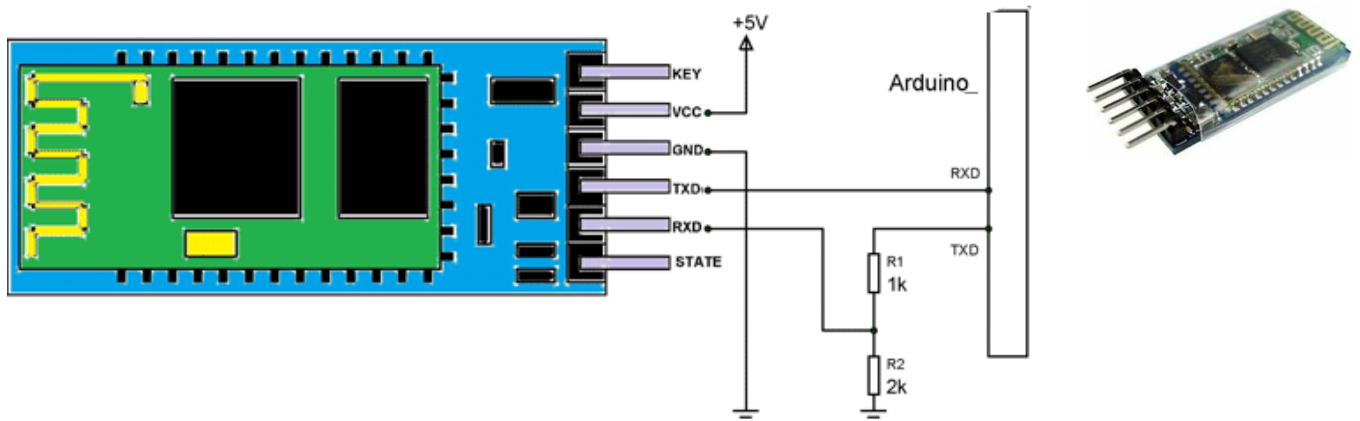 +5V
KEY
VCC
GND
TXD
RXD
STATE
Arduino_
RXD
TXD
R1
1k
R2
2k